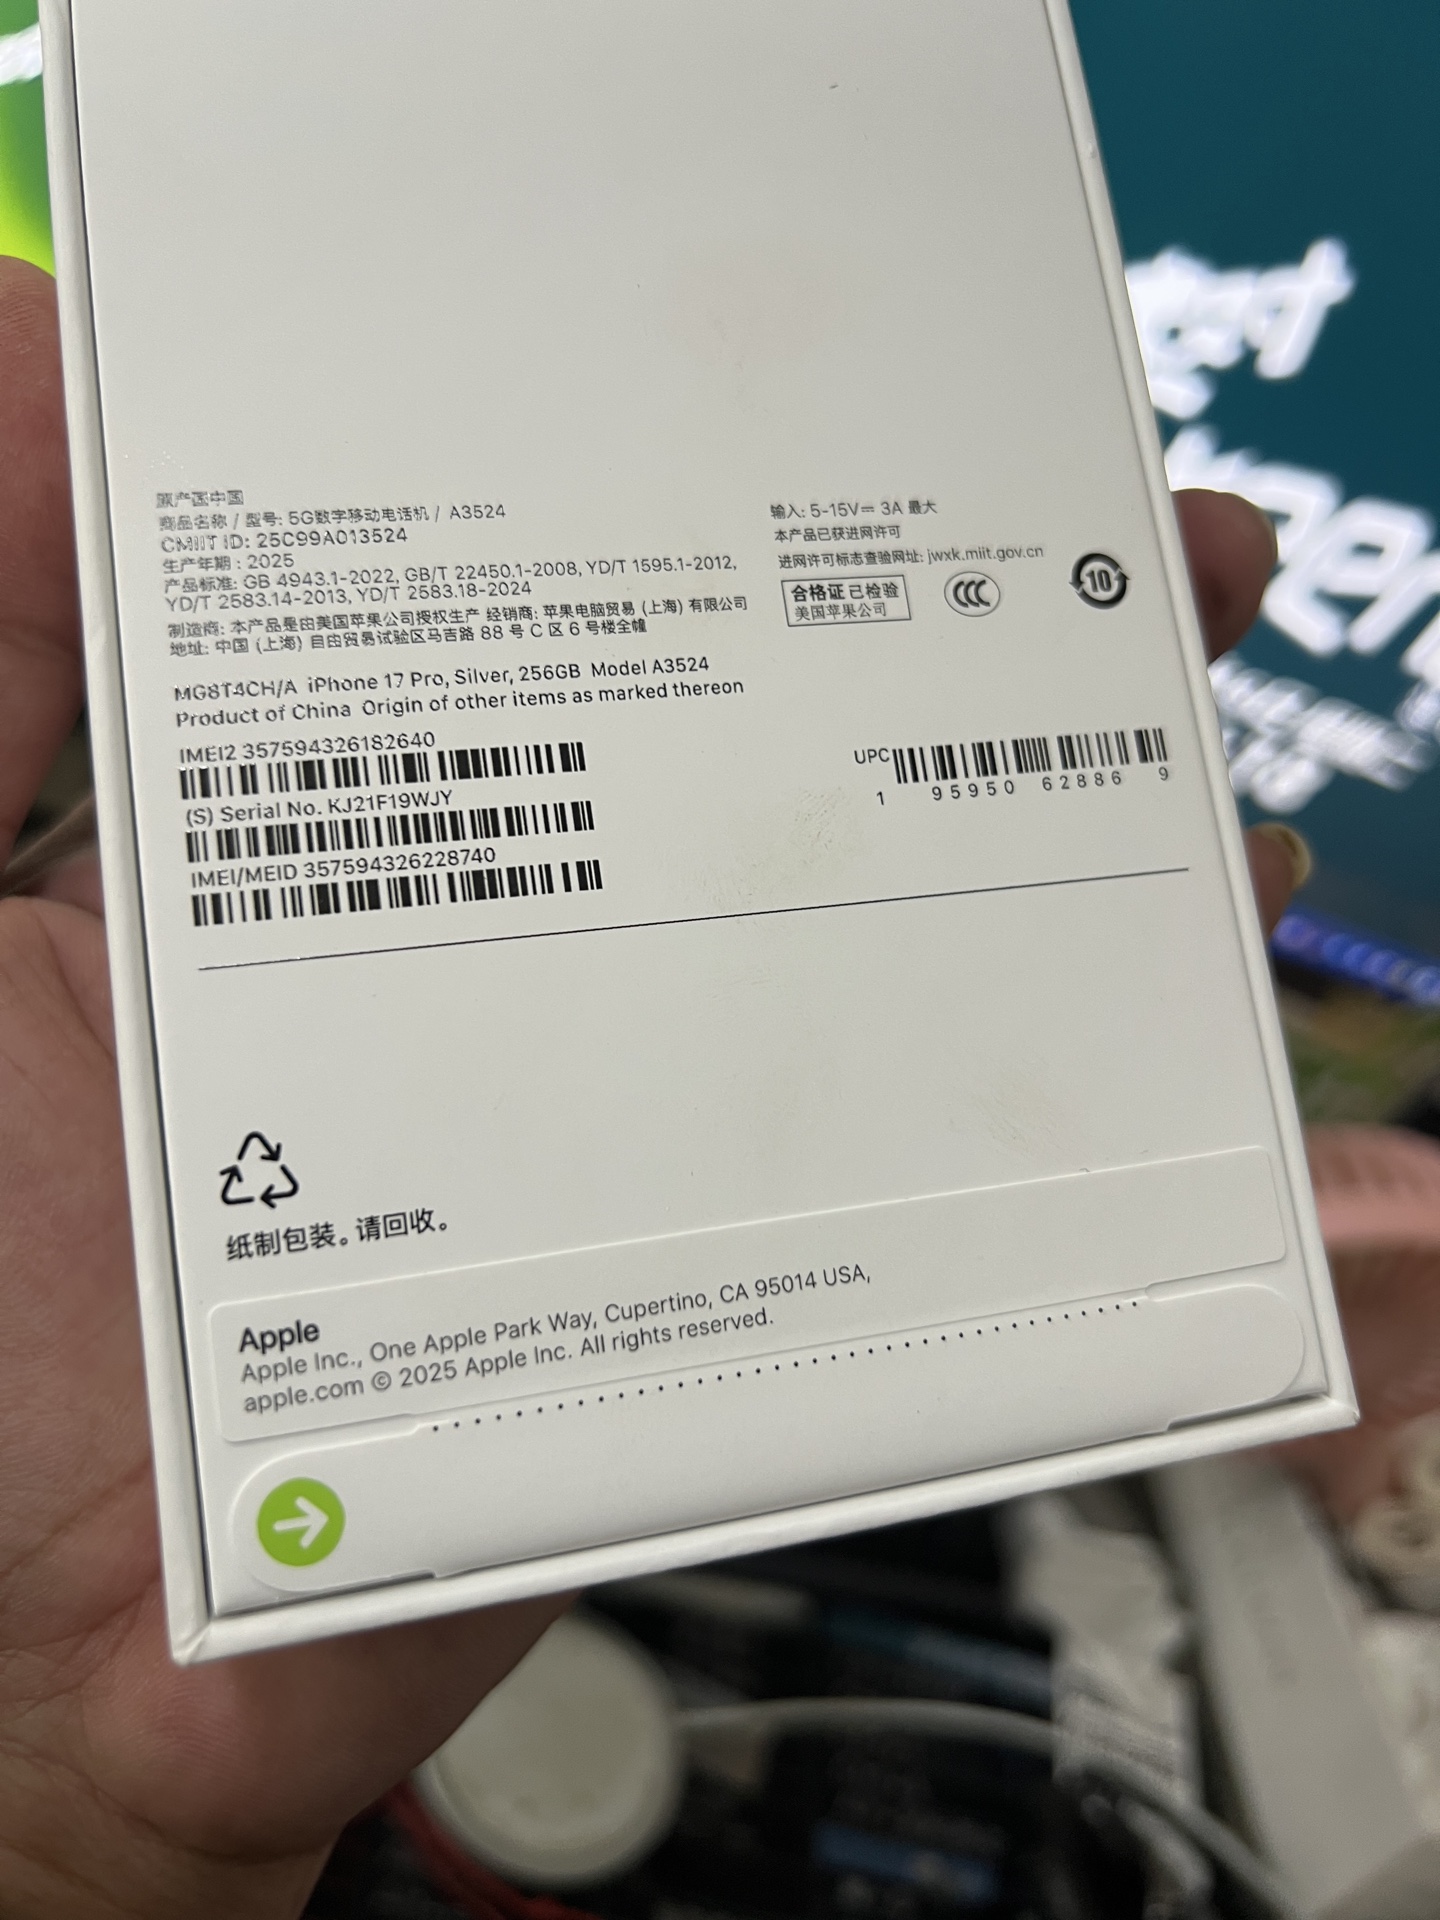 原产国中国
商品名称 / 型号: 5G数字移动电话机 / A3524
CMIIT ID: 25C99A013524
生产年期 : 2025
产品标准: GB 4943.1-2022, GB/T 22450.1-2008, YD/T 1595.1-2012,
YD/T 2583.14-2013, YD/T 2583.18-2024
制造商: 本产品是由美国苹果公司授权生产 经销商: 苹果电脑贸易 (上海) 有限公司
地址: 中国 (上海) 自由贸易试验区马吉路 88 号 C 区 6 号楼全幢
输入: 5-15V⎓ 3A 最大
本产品已获进网许可
进网许可标志查验网址: jwxk.miit.gov.cn
合格证 已检验
美国苹果公司
CCC
10
MG8T4CH/A iPhone 17 Pro, Silver, 256GB Model A3524
Product of China Origin of other items as marked thereon
IMEI2 357594326182640
(S) Serial No. KJ21F19WJY
IMEI/MEID 357594326228740
UPC
1 95950 62886 9
纸制包装。请回收。
Apple
Apple Inc., One Apple Park Way, Cupertino, CA 95014 USA,
apple.com © 2025 Apple Inc. All rights reserved.